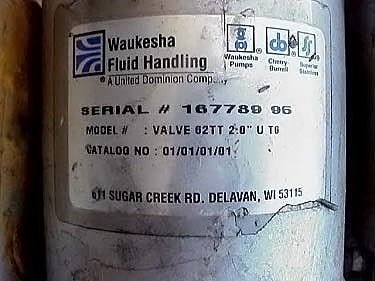 Waukesha
Fluid Handling
A United Dominion Company
Waukesha
Pumps
Cherry-
Burrell
Superior
Stainless
SERIAL # 167789 95
MODEL # : VALVE 62TT 2.0" U T6
CATALOG NO : 01/01/01/01
611 SUGAR CREEK RD. DELAVAN, WI 53115